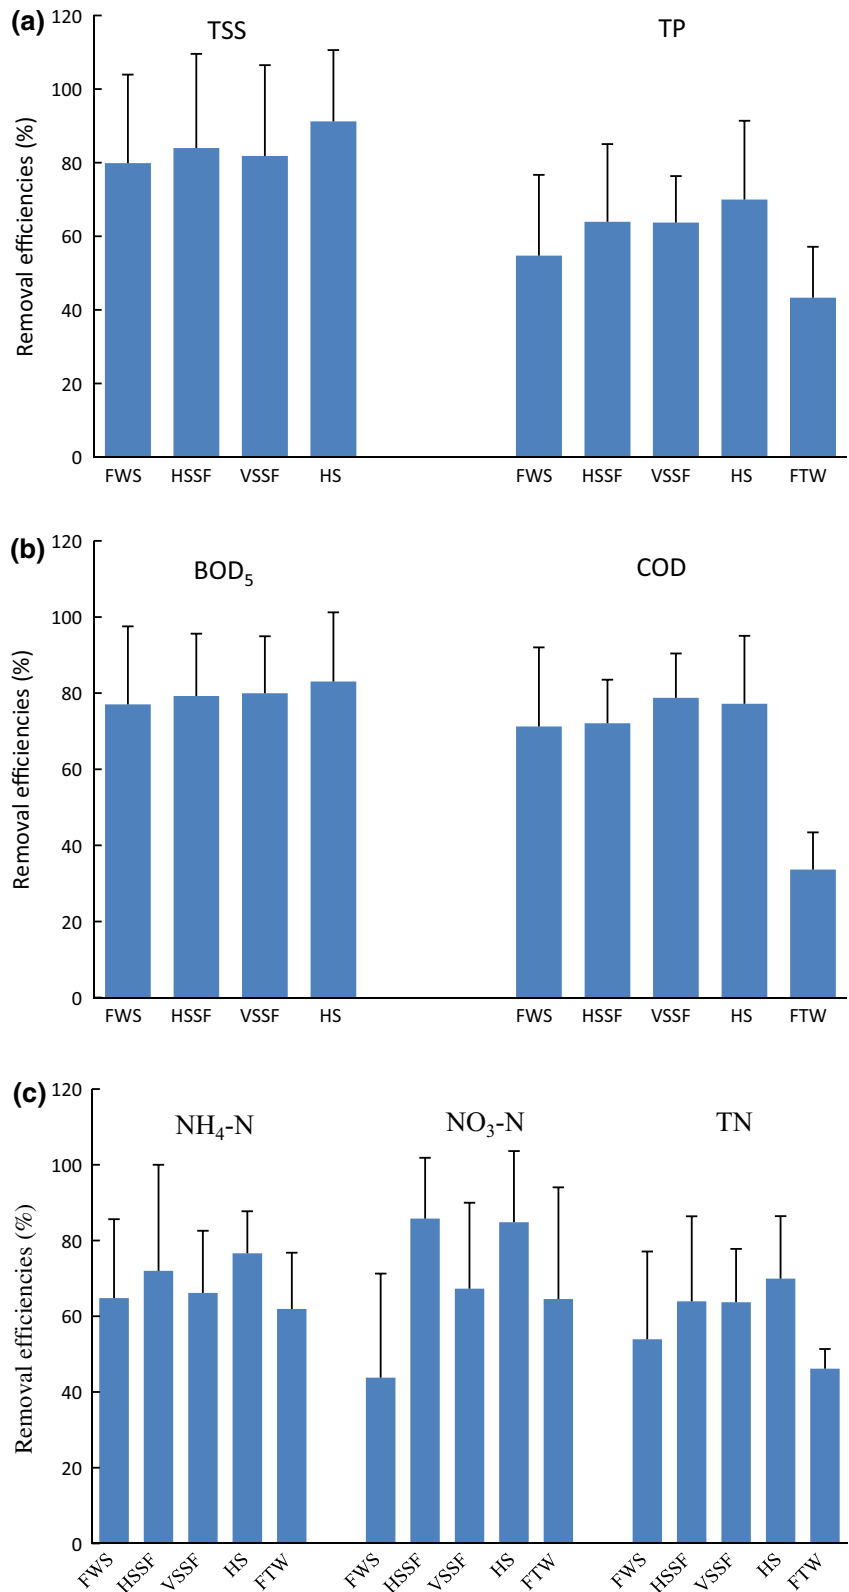 (a)
120
100
80
60
40
20
0
Removal efficiencies (%)
TSS
TP
FWS HSSF VSSF HS FWS HSSF VSSF HS FTW
(b)
120
100
80
60
40
20
0
Removal efficiencies (%)
BOD₅
COD
FWS HSSF VSSF HS FWS HSSF VSSF HS FTW
(c)
120
100
80
60
40
20
0
Removal efficiencies (%)
NH₄-N
NO₃-N
TN
FWS HSSF VSSF HS FTW FWS HSSF VSSF HS FTW FWS HSSF VSSF HS FTW